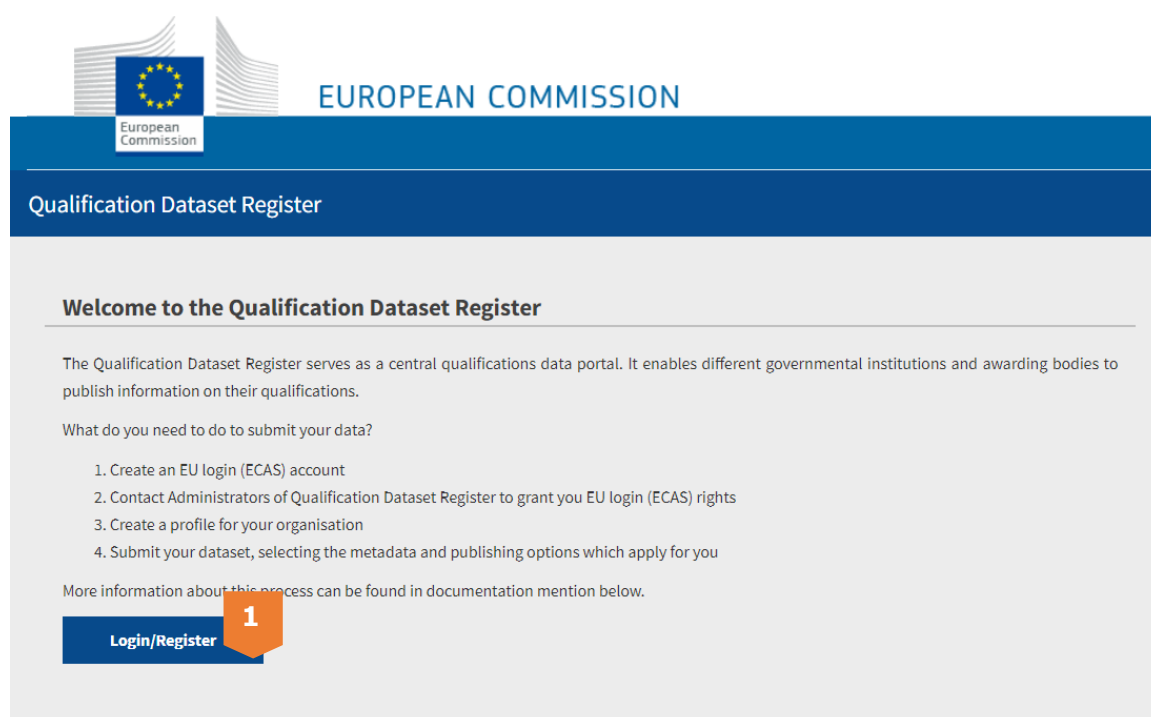 European
Commission
EUROPEAN COMMISSION
Qualification Dataset Register
Welcome to the Qualification Dataset Register
The Qualification Dataset Register serves as a central qualifications data portal. It enables different governmental institutions and awarding bodies to
publish information on their qualifications.
What do you need to do to submit your data?
1. Create an EU login (ECAS) account
2. Contact Administrators of Qualification Dataset Register to grant you EU login (ECAS) rights
3. Create a profile for your organisation
4. Submit your dataset, selecting the metadata and publishing options which apply for you
More information about this process can be found in documentation mention below.
1
Login/Register